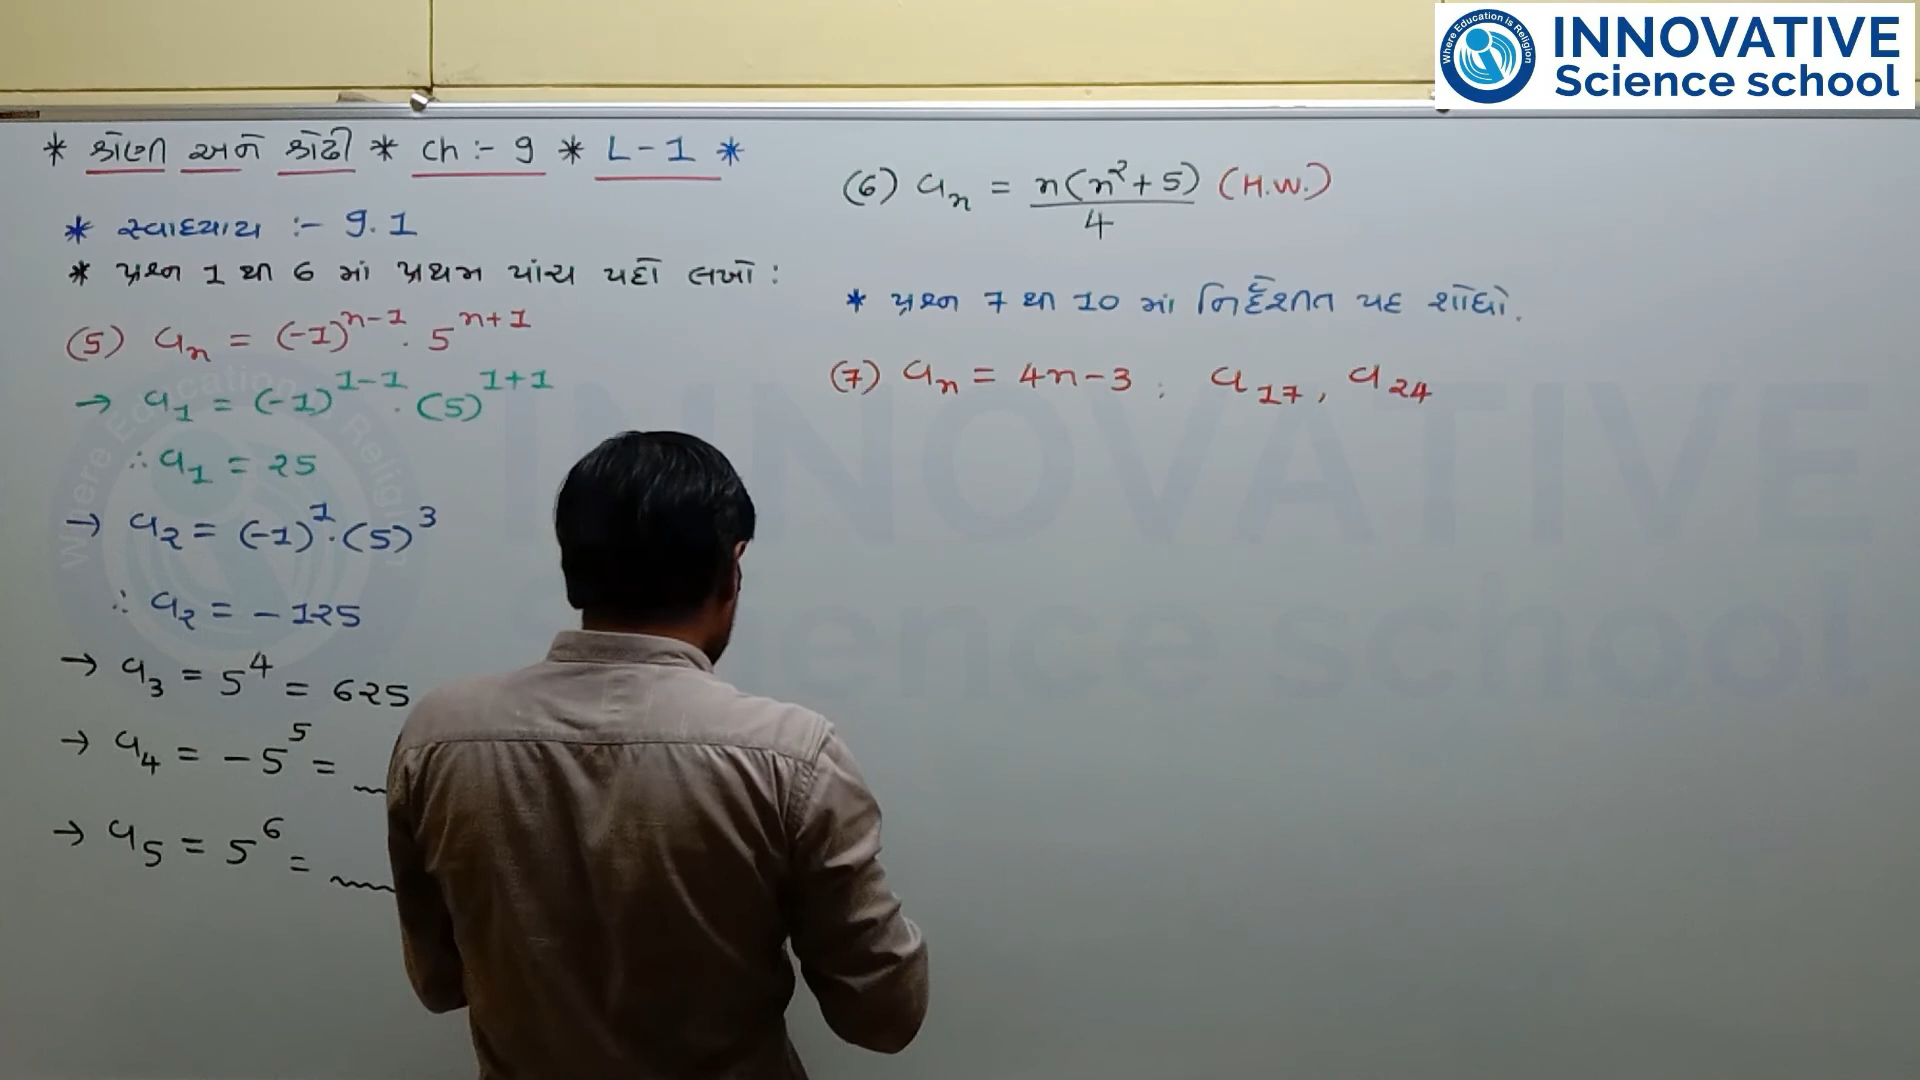 * શ્રેણી અને શ્રેઢી * Ch :- 9 * L - 1 *
* સ્વાધ્યાય :- 9.1
* પ્રશ્ન 1 થી 6 માં પ્રથમ પાંચ પદો લખો :
(5) aₙ = (-1)ⁿ⁻¹ . 5ⁿ⁺¹
→ a₁ = (-1)¹⁻¹ . (5)¹⁺¹
∴ a₁ = 25
→ a₂ = (-1)¹ . (5)³
∴ a₂ = - 125
→ a₃ = 5⁴ = 625
→ a₄ = - 5⁵ =
→ a₅ = 5⁶ =
(6) aₙ = n(n²+5)/4 (H.W.)
* પ્રશ્ન 7 થી 10 માં નિર્દેશીત પદ શોધો.
(7) aₙ = 4n-3 ; a₁₇, a₂₄
Where Education is Religion
INNOVATIVE
Science school